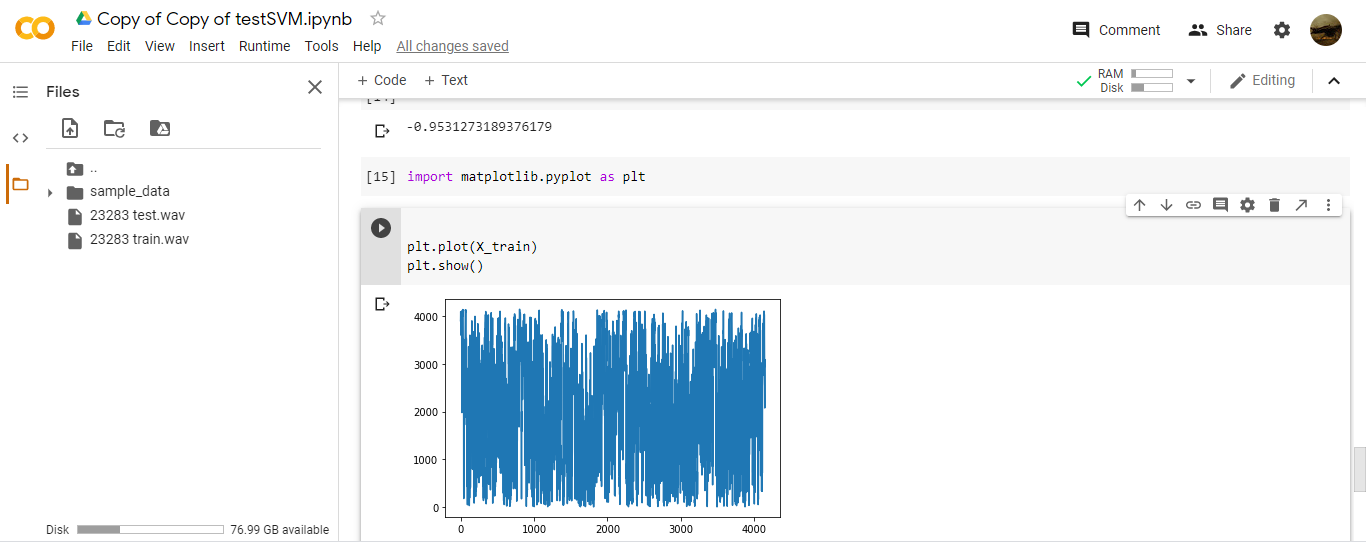 Copy of Copy of testSVM.ipynb
File Edit View Insert Runtime Tools Help All changes saved
Comment Share
Files
+ Code + Text
RAM
Disk
Editing
..
sample_data
23283 test.wav
23283 train.wav
Disk 76.99 GB available
-0.9531273189376179
[15] import matplotlib.pyplot as plt
plt.plot(X_train)
plt.show()
4000
3000
2000
1000
0
0 1000 2000 3000 4000